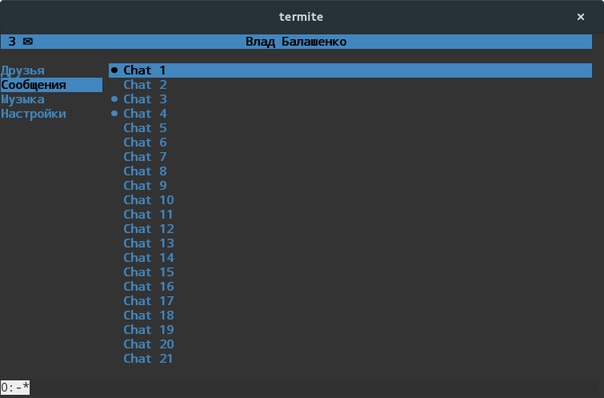 termite ×
3 ✉ Влад Балашенко
Друзья
Сообщения
Музыка
Настройки
• Chat 1
Chat 2
• Chat 3
• Chat 4
Chat 5
Chat 6
Chat 7
Chat 8
Chat 9
Chat 10
Chat 11
Chat 12
Chat 13
Chat 14
Chat 15
Chat 16
Chat 17
Chat 18
Chat 19
Chat 20
Chat 21
0:-*